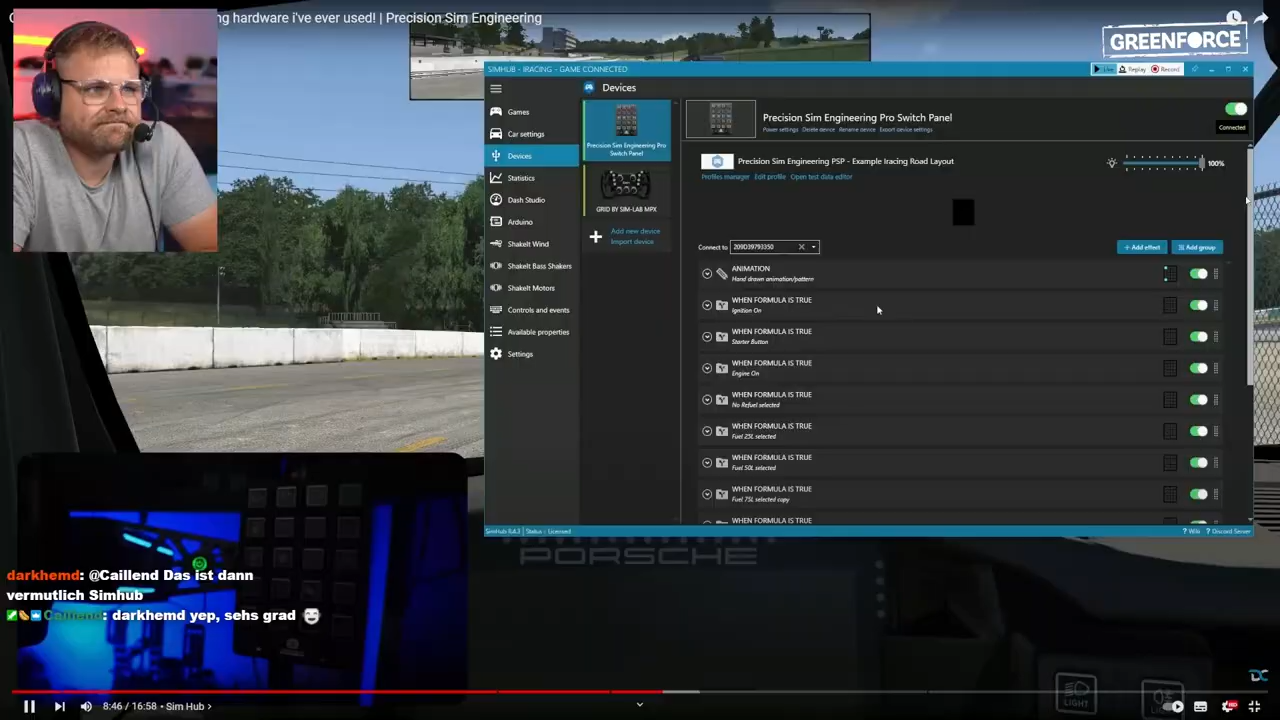 ng hardware i've ever used! | Precision Sim Engineering
GREENFORCE
SIMHUB - IRACING - GAME CONNECTED
Live
Replay
Record
Devices
Games
Car settings
Devices
Statistics
Dash Studio
Arduino
ShakeIt Wind
ShakeIt Bass Shakers
ShakeIt Motors
Controls and events
Available properties
Settings
Precision Sim Engineering Pro
Switch Panel
GRID BY SIM-LAB MPX
Add new device
Import device
Precision Sim Engineering Pro Switch Panel
Power settings Delete device Rename device Export device settings
Connected
Precision Sim Engineering PSP - Example Iracing Road Layout
Profiles manager Edit profile Open test data editor
100%
Connect to 209D39793350
Add effect
Add group
ANIMATION
Hand drawn animation/pattern
WHEN FORMULA IS TRUE
Ignition On
WHEN FORMULA IS TRUE
Starter Button
WHEN FORMULA IS TRUE
Engine On
WHEN FORMULA IS TRUE
No Refuel selected
WHEN FORMULA IS TRUE
Fuel 25L selected
WHEN FORMULA IS TRUE
Fuel 50L selected
WHEN FORMULA IS TRUE
Fuel 75L selected copy
WHEN FORMULA IS TRUE
SimHub 9.4.3 Status - Licensed
? Wiki ? Discord Server
PORSCHE
darkhemd: @Caillend Das ist dann
vermutlich Simhub
Caillend: darkhemd yep, sehs grad
LIGHT
8:46 / 16:58 • Sim Hub >